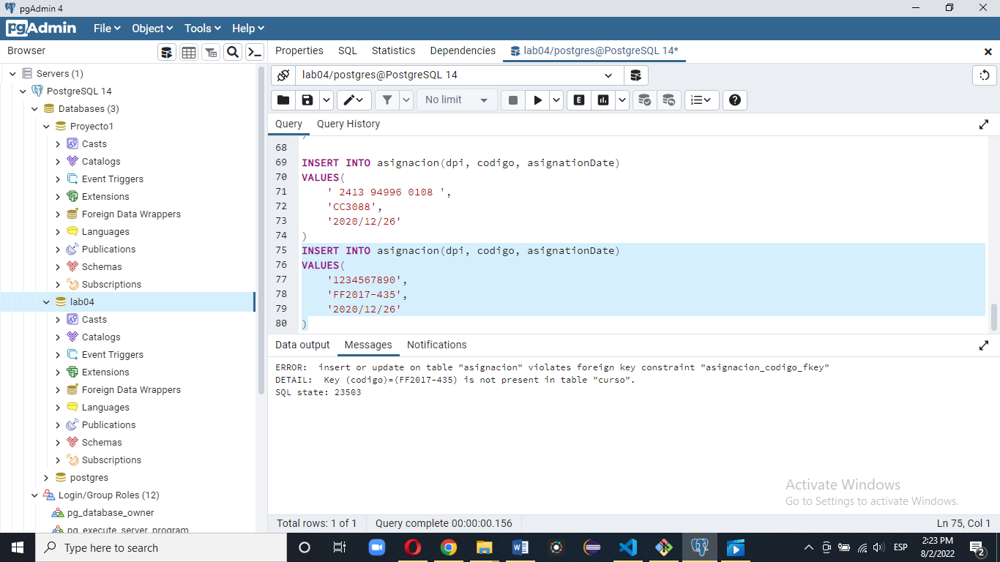 pgAdmin 4
pgAdmin File Object Tools Help
Browser
Properties SQL Statistics Dependencies lab04/postgres@PostgreSQL 14*
Servers (1)
PostgreSQL 14
Databases (3)
Proyecto1
Casts
Catalogs
Event Triggers
Extensions
Foreign Data Wrappers
Languages
Publications
Schemas
Subscriptions
lab04
Casts
Catalogs
Event Triggers
Extensions
Foreign Data Wrappers
Languages
Publications
Schemas
Subscriptions
postgres
Login/Group Roles (12)
pg_database_owner
pg_execute_server_program
lab04/postgres@PostgreSQL 14
No limit
E
Query Query History
68
69 INSERT INTO asignacion(dpi, codigo, asignationDate)
70 VALUES(
71 ' 2413 94996 0108 ',
72 'CC3088',
73 '2020/12/26'
74 )
75 INSERT INTO asignacion(dpi, codigo, asignationDate)
76 VALUES(
77 '1234567890',
78 'FF2017-435',
79 '2020/12/26'
80 )
Data output Messages Notifications
ERROR:  insert or update on table "asignacion" violates foreign key constraint "asignacion_codigo_fkey"
DETAIL:  Key (codigo)=(FF2017-435) is not present in table "curso".
SQL state: 23503
Activate Windows
Go to Settings to activate Windows.
Total rows: 1 of 1 Query complete 00:00:00.156 Ln 75, Col 1
Type here to search
ESP
2:23 PM
8/2/2022
2